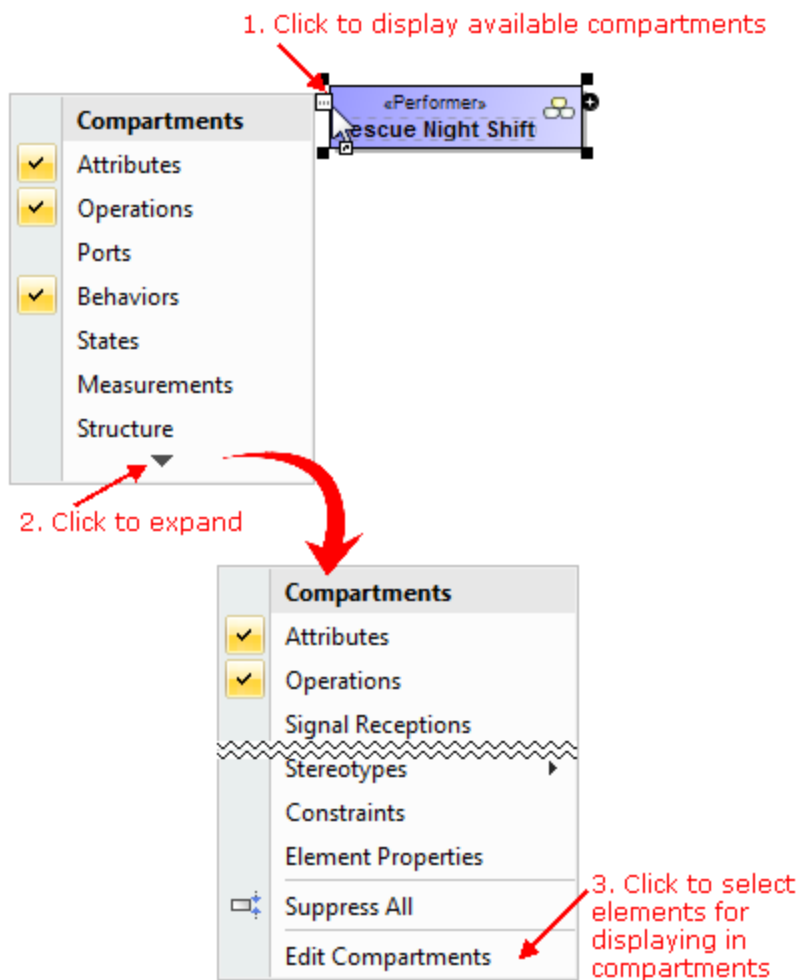 1. Click to display available compartments
«Performer»
escue Night Shift
Compartments
Attributes
Operations
Ports
Behaviors
States
Measurements
Structure
2. Click to expand
Compartments
Attributes
Operations
Signal Receptions
Stereotypes
Constraints
Element Properties
Suppress All
Edit Compartments
3. Click to select
elements for
displaying in
compartments